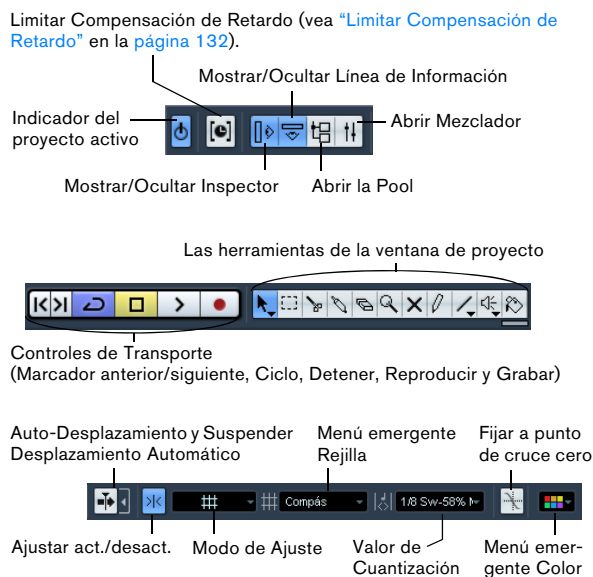 Limitar Compensación de Retardo (vea “Limitar Compensación de
Retardo” en la página 132).
Mostrar/Ocultar Línea de Información
Indicador del
proyecto activo
Abrir Mezclador
Mostrar/Ocultar Inspector
Abrir la Pool
Las herramientas de la ventana de proyecto
Controles de Transporte
(Marcador anterior/siguiente, Ciclo, Detener, Reproducir y Grabar)
Auto-Desplazamiento y Suspender
Desplazamiento Automático
Menú emergente
Rejilla
Fijar a punto
de cruce cero
Compás
1/8 Sw-58% M
Ajustar act./desact.
Modo de Ajuste
Valor de
Cuantización
Menú emer-
gente Color